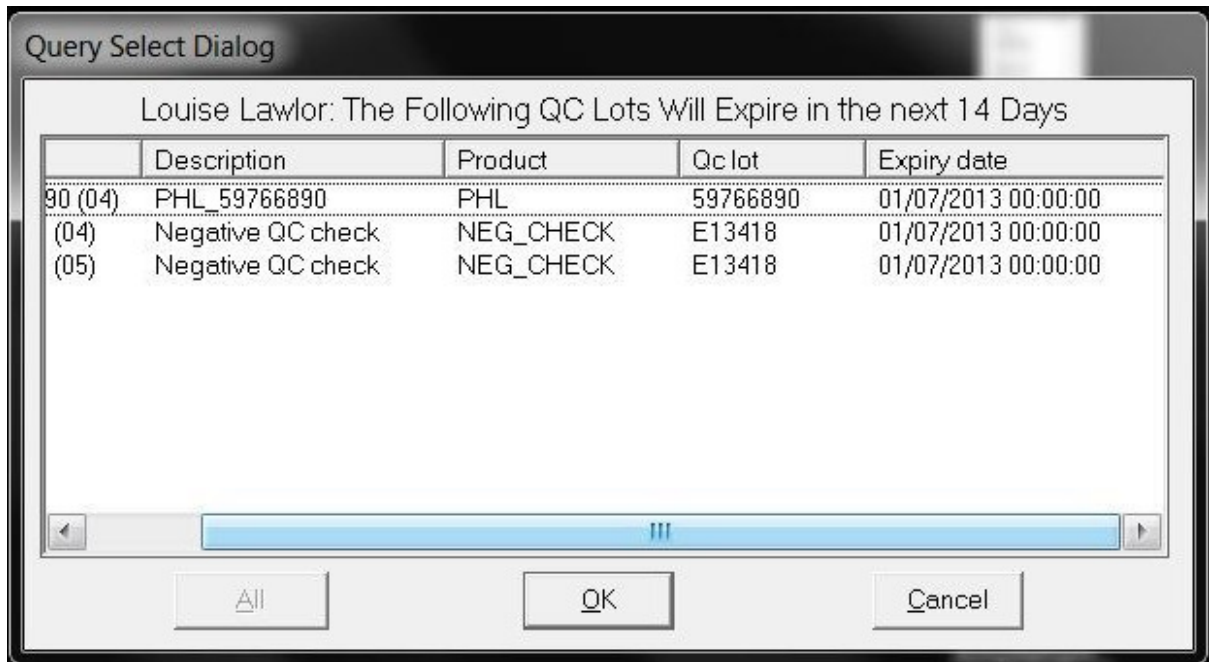 Query Select Dialog
Louise Lawlor: The Following QC Lots Will Expire in the next 14 Days
Description Product Qc lot Expiry date
90 (04) PHL_59766890 PHL 59766890 01/07/2013 00:00:00
(04) Negative QC check NEG_CHECK E13418 01/07/2013 00:00:00
(05) Negative QC check NEG_CHECK E13418 01/07/2013 00:00:00
All OK Cancel